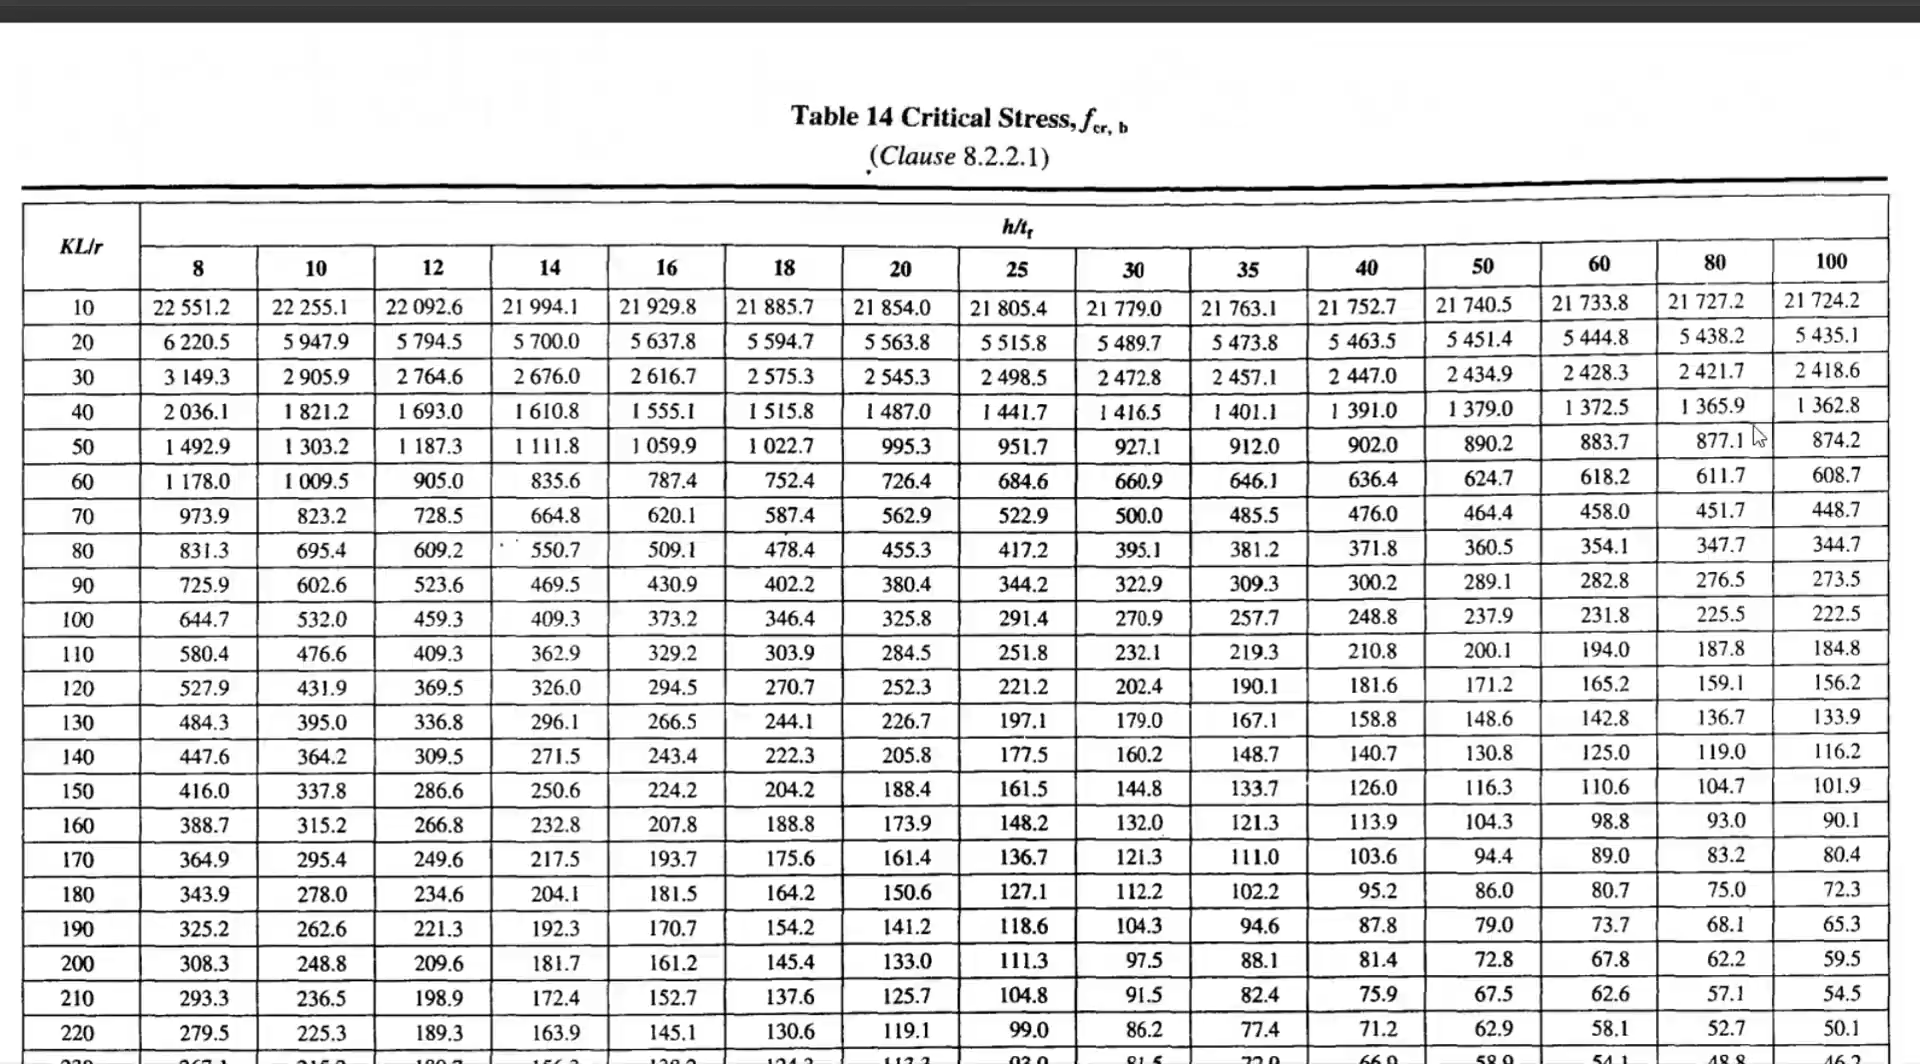 Table 14 Critical Stress, fcr, b
(Clause 8.2.2.1)
KL/r h/tf
8 10 12 14 16 18 20 25 30 35 40 50 60 80 100
10 22 551.2 22 255.1 22 092.6 21 994.1 21 929.8 21 885.7 21 854.0 21 805.4 21 779.0 21 763.1 21 752.7 21 740.5 21 733.8 21 727.2 21 724.2
20 6 220.5 5 947.9 5 794.5 5 700.0 5 637.8 5 594.7 5 563.8 5 515.8 5 489.7 5 473.8 5 463.5 5 451.4 5 444.8 5 438.2 5 435.1
30 3 149.3 2 905.9 2 764.6 2 676.0 2 616.7 2 575.3 2 545.3 2 498.5 2 472.8 2 457.1 2 447.0 2 434.9 2 428.3 2 421.7 2 418.6
40 2 036.1 1 821.2 1 693.0 1 610.8 1 555.1 1 515.8 1 487.0 1 441.7 1 416.5 1 401.1 1 391.0 1 379.0 1 372.5 1 365.9 1 362.8
50 1 492.9 1 303.2 1 187.3 1 111.8 1 059.9 1 022.7 995.3 951.7 927.1 912.0 902.0 890.2 883.7 877.1 874.2
60 1 178.0 1 009.5 905.0 835.6 787.4 752.4 726.4 684.6 660.9 646.1 636.4 624.7 618.2 611.7 608.7
70 973.9 823.2 728.5 664.8 620.1 587.4 562.9 522.9 500.0 485.5 476.0 464.4 458.0 451.7 448.7
80 831.3 695.4 609.2 550.7 509.1 478.4 455.3 417.2 395.1 381.2 371.8 360.5 354.1 347.7 344.7
90 725.9 602.6 523.6 469.5 430.9 402.2 380.4 344.2 322.9 309.3 300.2 289.1 282.8 276.5 273.5
100 644.7 532.0 459.3 409.3 373.2 346.4 325.8 291.4 270.9 257.7 248.8 237.9 231.8 225.5 222.5
110 580.4 476.6 409.3 362.9 329.2 303.9 284.5 251.8 232.1 219.3 210.8 200.1 194.0 187.8 184.8
120 527.9 431.9 369.5 326.0 294.5 270.7 252.3 221.2 202.4 190.1 181.6 171.2 165.2 159.1 156.2
130 484.3 395.0 336.8 296.1 266.5 244.1 226.7 197.1 179.0 167.1 158.8 148.6 142.8 136.7 133.9
140 447.6 364.2 309.5 271.5 243.4 222.3 205.8 177.5 160.2 148.7 140.7 130.8 125.0 119.0 116.2
150 416.0 337.8 286.6 250.6 224.2 204.2 188.4 161.5 144.8 133.7 126.0 116.3 110.6 104.7 101.9
160 388.7 315.2 266.8 232.8 207.8 188.8 173.9 148.2 132.0 121.3 113.9 104.3 98.8 93.0 90.1
170 364.9 295.4 249.6 217.5 193.7 175.6 161.4 136.7 121.3 111.0 103.6 94.4 89.0 83.2 80.4
180 343.9 278.0 234.6 204.1 181.5 164.2 150.6 127.1 112.2 102.2 95.2 86.0 80.7 75.0 72.3
190 325.2 262.6 221.3 192.3 170.7 154.2 141.2 118.6 104.3 94.6 87.8 79.0 73.7 68.1 65.3
200 308.3 248.8 209.6 181.7 161.2 145.4 133.0 111.3 97.5 88.1 81.4 72.8 67.8 62.2 59.5
210 293.3 236.5 198.9 172.4 152.7 137.6 125.7 104.8 91.5 82.4 75.9 67.5 62.6 57.1 54.5
220 279.5 225.3 189.3 163.9 145.1 130.6 119.1 99.0 86.2 77.4 71.2 62.9 58.1 52.7 50.1